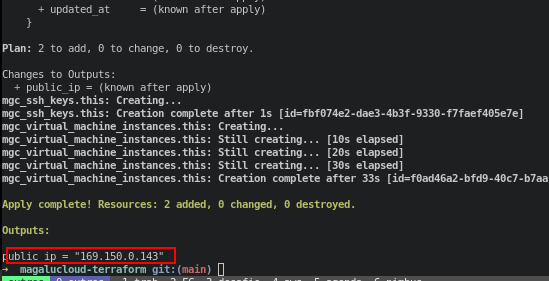 + updated_at = (known after apply)
}
Plan: 2 to add, 0 to change, 0 to destroy.
Changes to Outputs:
+ public_ip = (known after apply)
mgc_ssh_keys.this: Creating...
mgc_ssh_keys.this: Creation complete after 1s [id=fbf074e2-dae3-4b3f-9330-f7faef405e7e]
mgc_virtual_machine_instances.this: Creating...
mgc_virtual_machine_instances.this: Still creating... [10s elapsed]
mgc_virtual_machine_instances.this: Still creating... [20s elapsed]
mgc_virtual_machine_instances.this: Still creating... [30s elapsed]
mgc_virtual_machine_instances.this: Creation complete after 33s [id=f0ad46a2-bfd9-40c7-b7aa
Apply complete! Resources: 2 added, 0 changed, 0 destroyed.
Outputs:
public_ip = "169.150.0.143"
→ magalucloud-terraform git:(main)